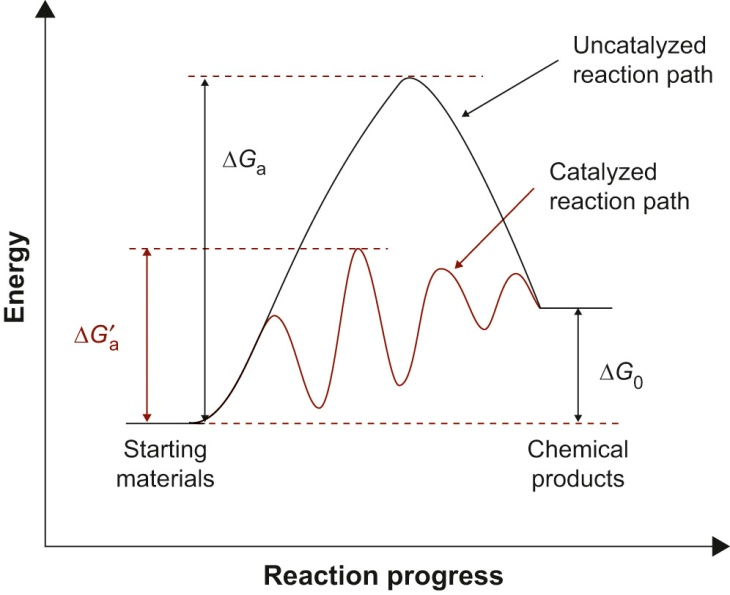 Uncatalyzed
reaction path
ΔGa
Catalyzed
reaction path
Energy
ΔG′a
ΔG0
Starting
materials
Chemical
products
Reaction progress